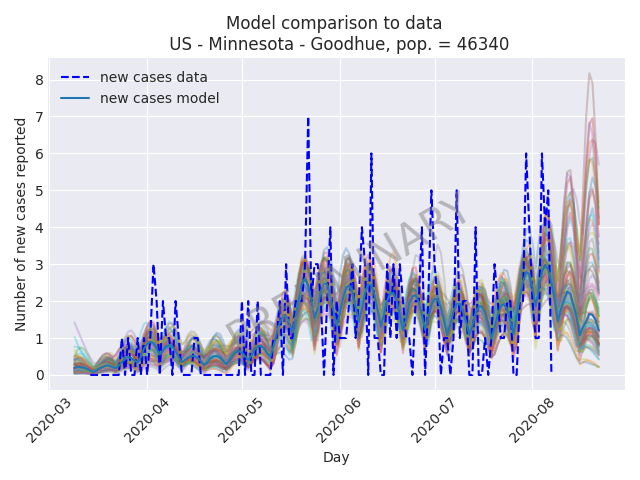 Model comparison to data
US - Minnesota - Goodhue, pop. = 46340
new cases data
new cases model
PRELIMINARY
Number of new cases reported
8
7
6
5
4
3
2
1
0
2020-03
2020-04
2020-05
2020-06
2020-07
2020-08
Day